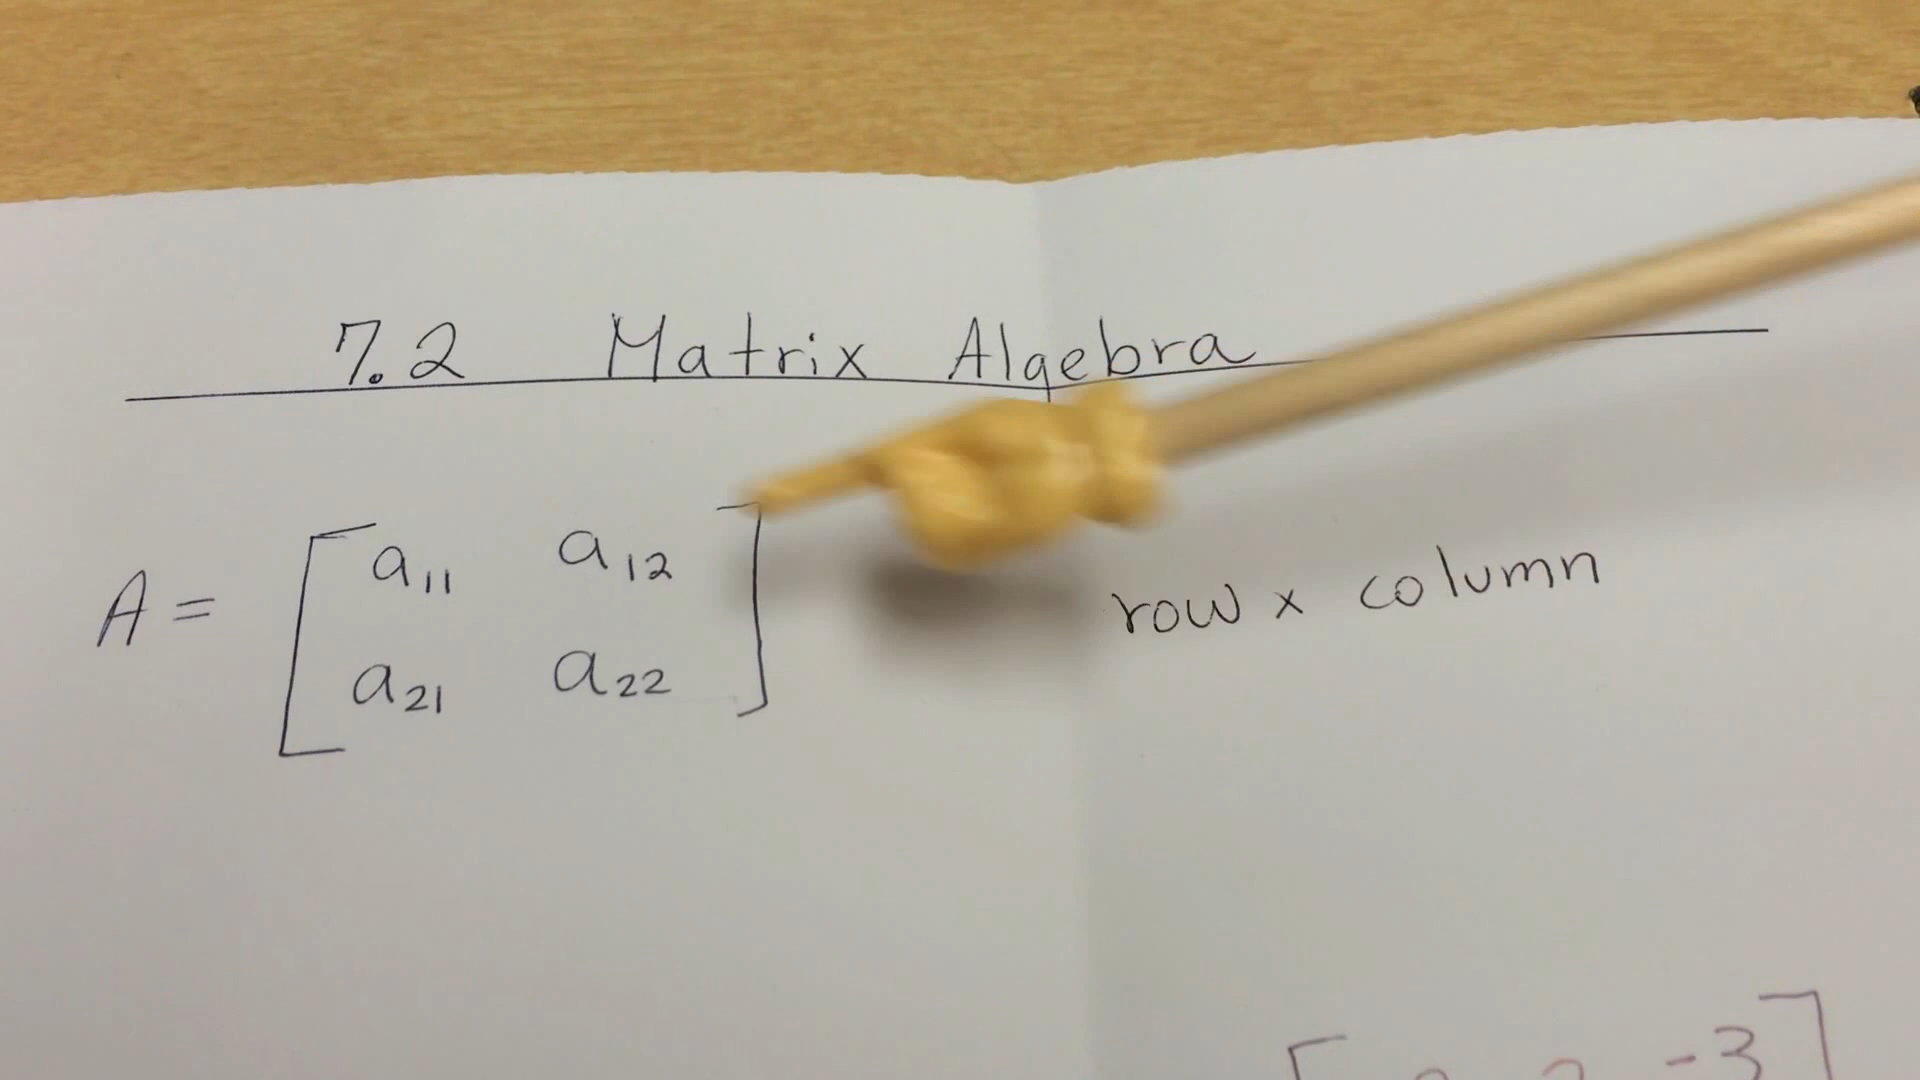 7.2 Matrix Algebra
A = [ a11 a12
a21 a22 ] row x column
-3 ]